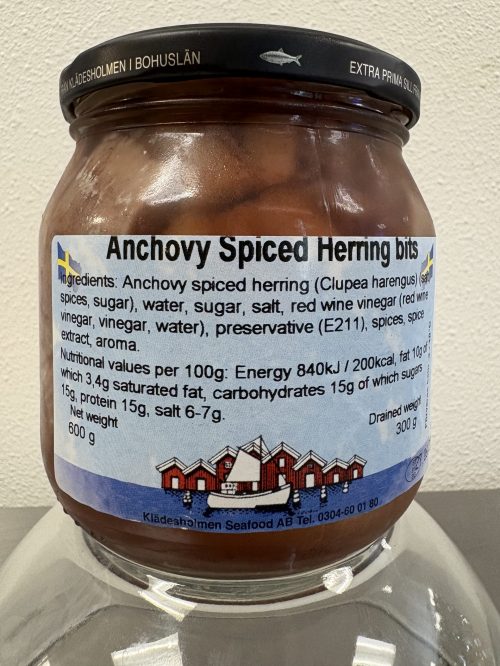 KLÄDESHOLMEN I BOHUSLÄN
EXTRA PRIMA SILL
Anchovy Spiced Herring bits
Ingredients: Anchovy spiced herring (Clupea harengus)
spices, sugar), water, sugar, salt, red wine vinegar (red wine
vinegar, vinegar, water), preservative (E211), spices, spice
extract, aroma.
Nutritional values per 100g: Energy 840kJ / 200kcal, fat 10g of
which 3,4g saturated fat, carbohydrates 15g of which sugars
15g, protein 15g, salt 6-7g.
Net weight
600 g
Drained weight
300 g
Klädesholmen Seafood AB Tel. 0304-60 01 80